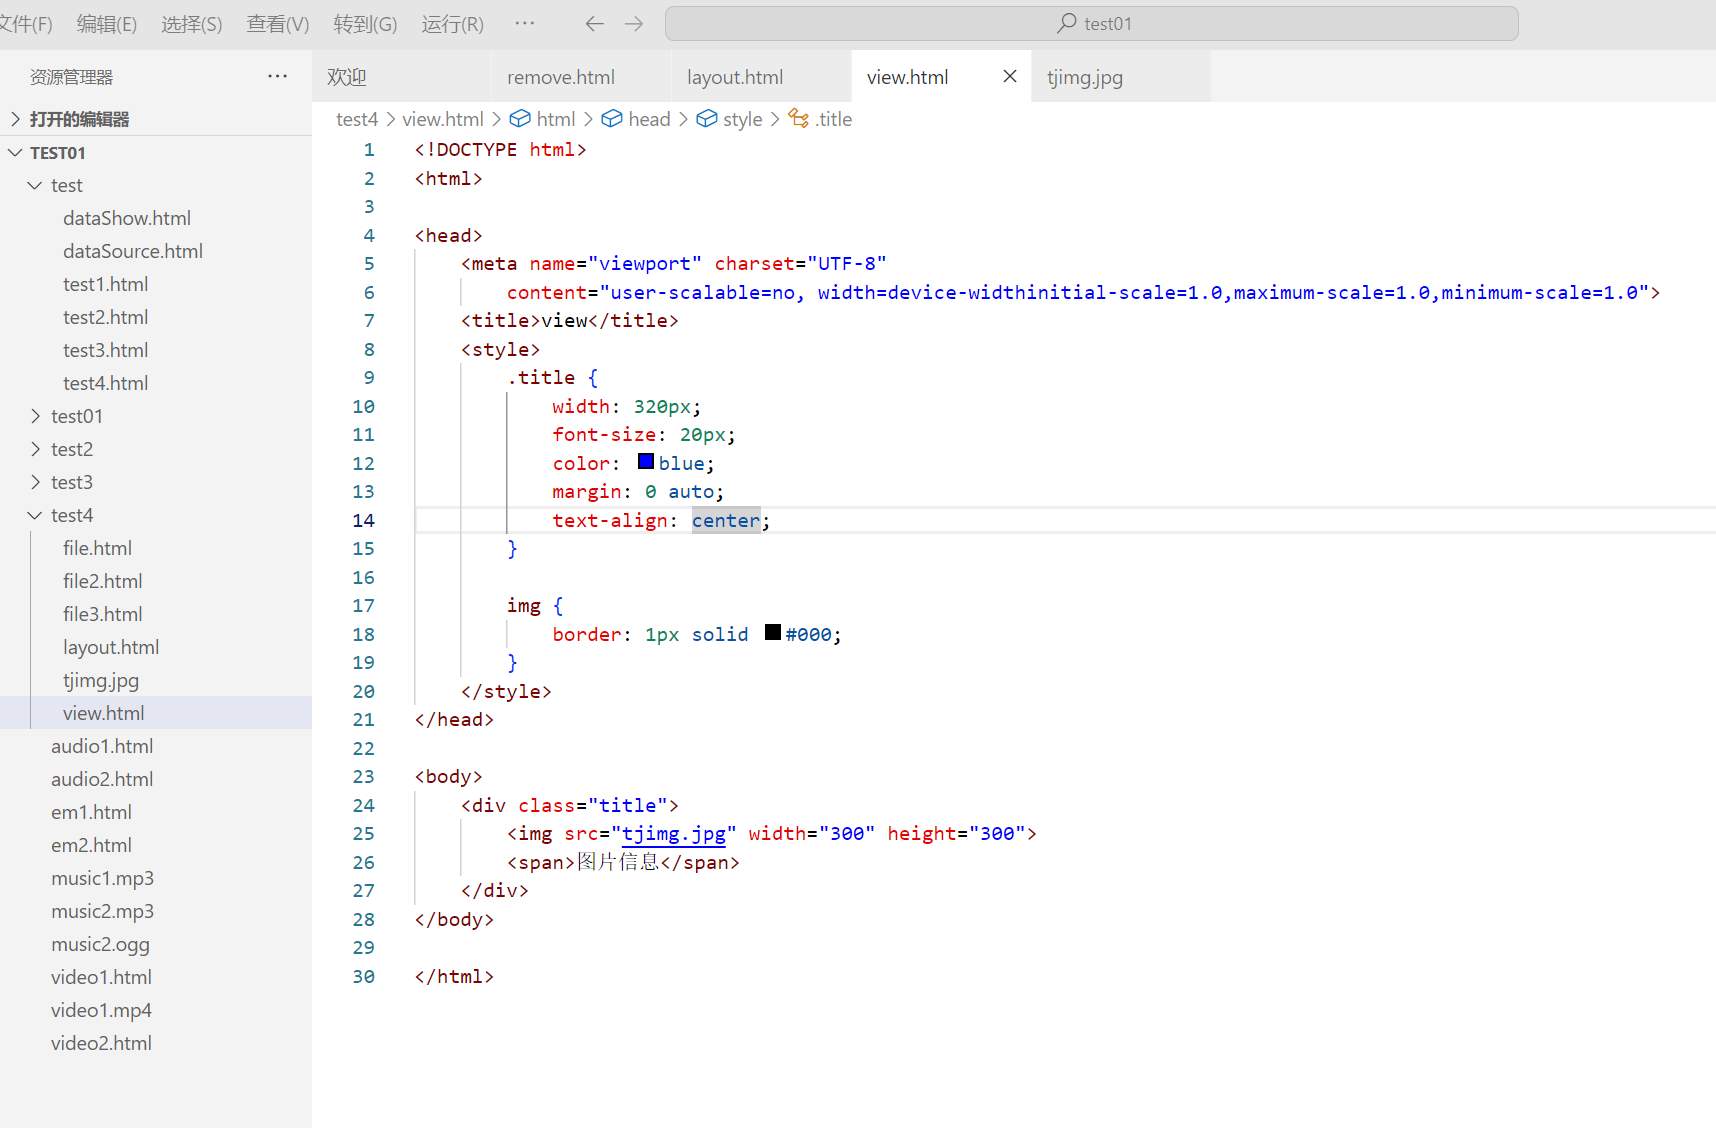 文件(F) 编辑(E) 选择(S) 查看(V) 转到(G) 运行(R) ··· test01
资源管理器 ···
打开的编辑器
TEST01
test
dataShow.html
dataSource.html
test1.html
test2.html
test3.html
test4.html
test01
test2
test3
test4
file.html
file2.html
file3.html
layout.html
tjimg.jpg
view.html
audio1.html
audio2.html
em1.html
em2.html
music1.mp3
music2.mp3
music2.ogg
video1.html
video1.mp4
video2.html
欢迎 remove.html layout.html view.html tjimg.jpg
test4 > view.html > html > head > style > .title
1 <!DOCTYPE html>
2 <html>
3
4 <head>
5 <meta name="viewport" charset="UTF-8"
6 content="user-scalable=no, width=device-widthinitial-scale=1.0,maximum-scale=1.0,minimum-scale=1.0">
7 <title>view</title>
8 <style>
9 .title {
10 width: 320px;
11 font-size: 20px;
12 color: blue;
13 margin: 0 auto;
14 text-align: center;
15 }
16
17 img {
18 border: 1px solid #000;
19 }
20 </style>
21 </head>
22
23 <body>
24 <div class="title">
25 <img src="tjimg.jpg" width="300" height="300">
26 <span>图片信息</span>
27 </div>
28 </body>
29
30 </html>